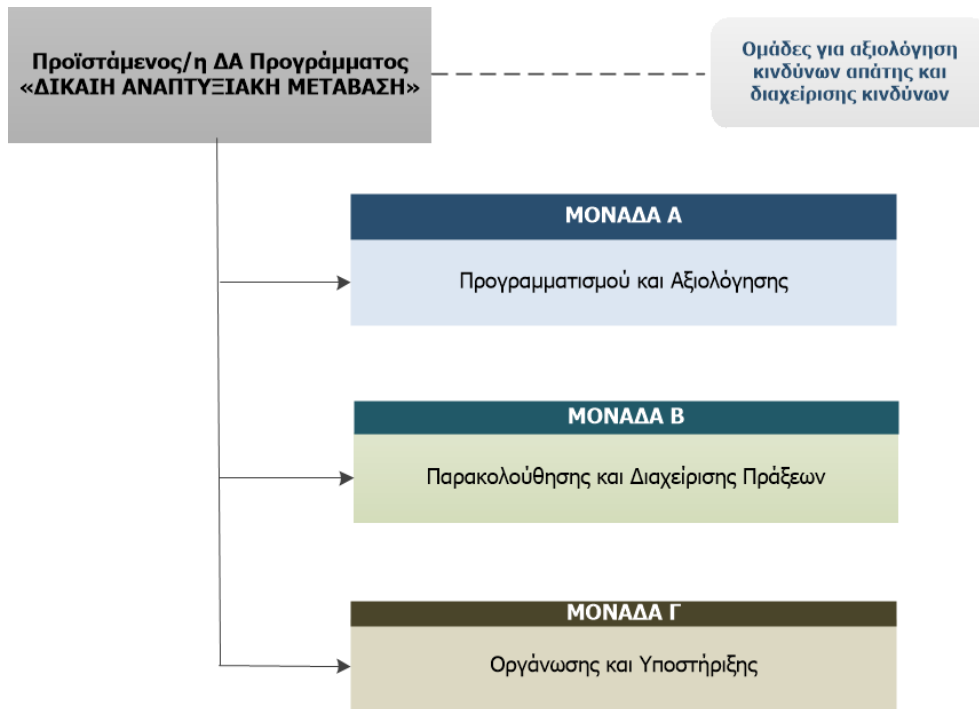 Προϊστάμενος/η ΔΑ Προγράμματος
«ΔΙΚΑΙΗ ΑΝΑΠΤΥΞΙΑΚΗ ΜΕΤΑΒΑΣΗ»
Ομάδες για αξιολόγηση
κινδύνων απάτης και
διαχείρισης κινδύνων
ΜΟΝΑΔΑ Α
Προγραμματισμού και Αξιολόγησης
ΜΟΝΑΔΑ Β
Παρακολούθησης και Διαχείρισης Πράξεων
ΜΟΝΑΔΑ Γ
Οργάνωσης και Υποστήριξης